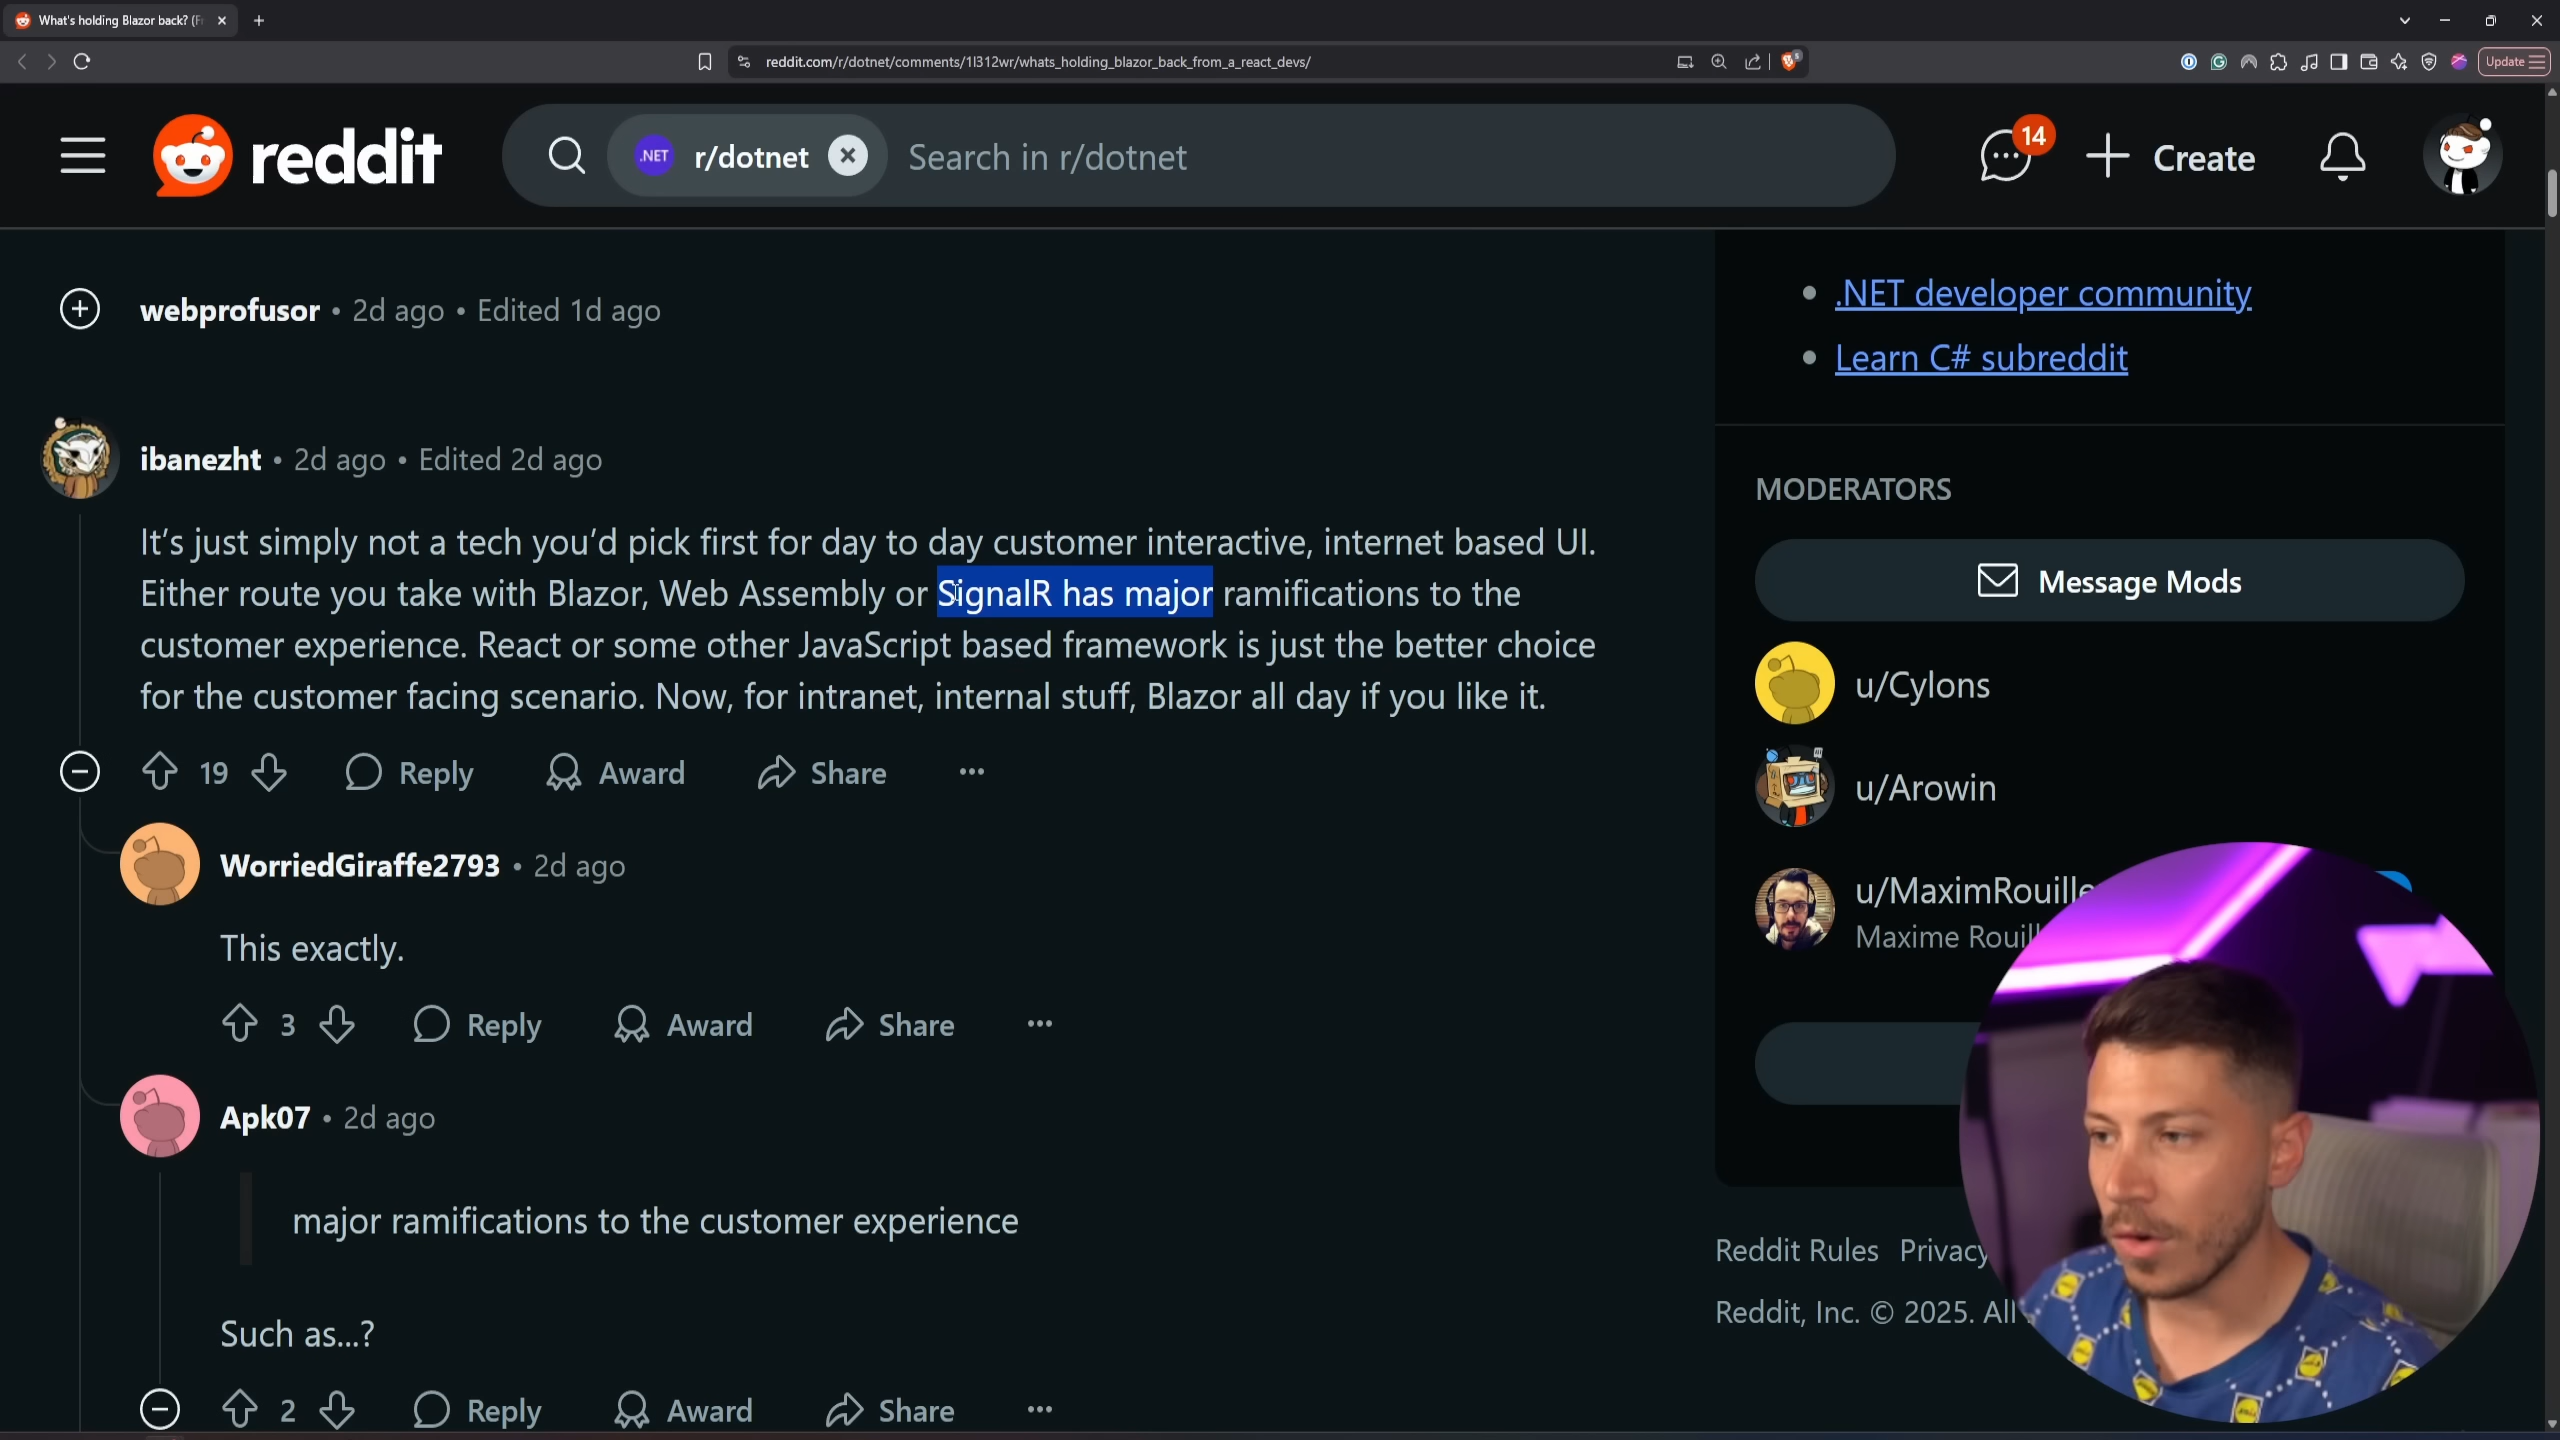 What's holding Blazor back? (Fr
reddit.com/r/dotnet/comments/1l312wr/whats_holding_blazor_back_from_a_react_devs/
Update
reddit
.NET
r/dotnet
Search in r/dotnet
14
Create
webprofusor • 2d ago • Edited 1d ago
ibanezht • 2d ago • Edited 2d ago
It’s just simply not a tech you’d pick first for day to day customer interactive, internet based UI.
Either route you take with Blazor, Web Assembly or SignalR has major ramifications to the
customer experience. React or some other JavaScript based framework is just the better choice
for the customer facing scenario. Now, for intranet, internal stuff, Blazor all day if you like it.
19
Reply
Award
Share
WorriedGiraffe2793 • 2d ago
This exactly.
3
Reply
Award
Share
Apk07 • 2d ago
major ramifications to the customer experience
Such as...?
2
Reply
Award
Share
.NET developer community
Learn C# subreddit
MODERATORS
Message Mods
u/Cylons
u/Arowin
u/MaximRouille
Maxime Rouill
Reddit Rules
Privacy
Reddit, Inc. © 2025. All